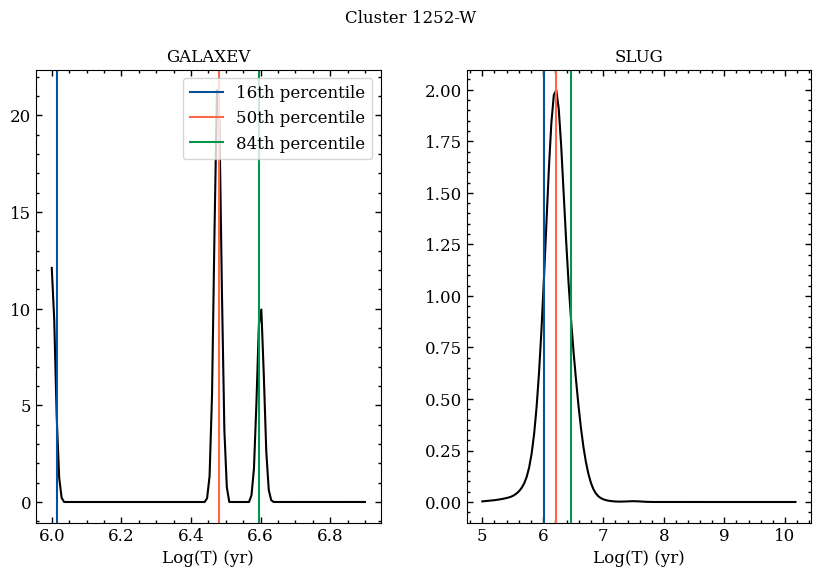 Cluster 1252-W
GALAXEV
16th percentile
50th percentile
84th percentile
20
15
10
5
0
6.0 6.2 6.4 6.6 6.8
Log(T) (yr)
SLUG
2.00
1.75
1.50
1.25
1.00
0.75
0.50
0.25
0.00
5 6 7 8 9 10
Log(T) (yr)